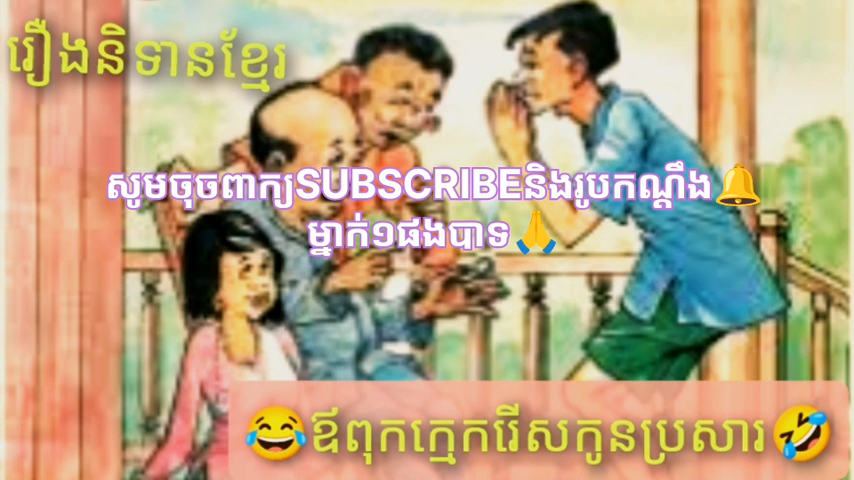 រឿងនិទានខ្មែរ
សូមចុចពាក្យSUBSCRIBEនិងរូបកណ្ដឹង🔔
ម្នាក់១ផងបាទ🙏
😂ឪពុកក្មេករើសកូនប្រសារ🤣